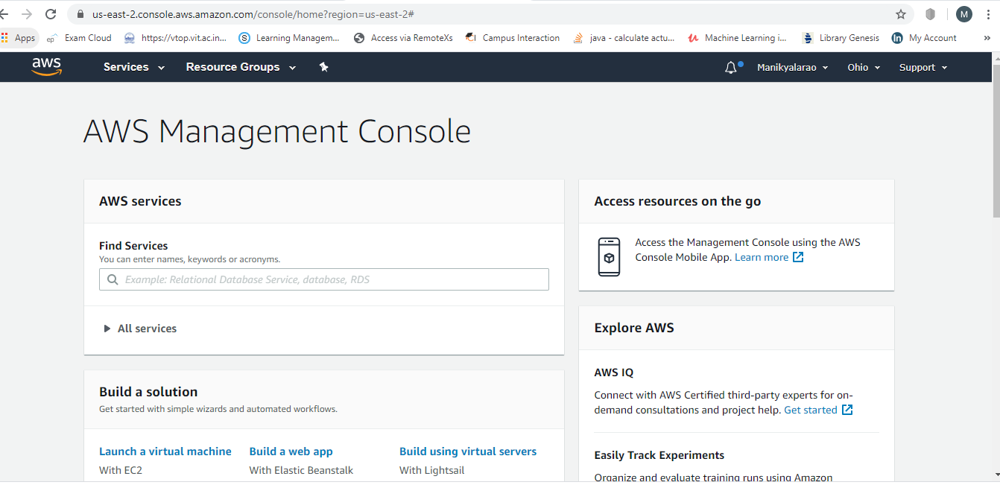 us-east-2.console.aws.amazon.com/console/home?region=us-east-2#
M
Apps
ep
Exam Cloud
https://vtop.vit.ac.in...
S
Learning Managem...
Access via RemoteXs
Campus Interaction
java - calculate actu...
Machine Learning i...
Library Genesis
in
My Account
»
aws
Services
Resource Groups
Manikyalarao
Ohio
Support
AWS Management Console
AWS services
Find Services
You can enter names, keywords or acronyms.
Example: Relational Database Service, database, RDS
All services
Build a solution
Get started with simple wizards and automated workflows.
Launch a virtual machine
With EC2
Build a web app
With Elastic Beanstalk
Build using virtual servers
With Lightsail
Access resources on the go
Access the Management Console using the AWS
Console Mobile App. Learn more
Explore AWS
AWS IQ
Connect with AWS Certified third-party experts for on-
demand consultations and project help. Get started
Easily Track Experiments
Organize and evaluate training runs using Amazon